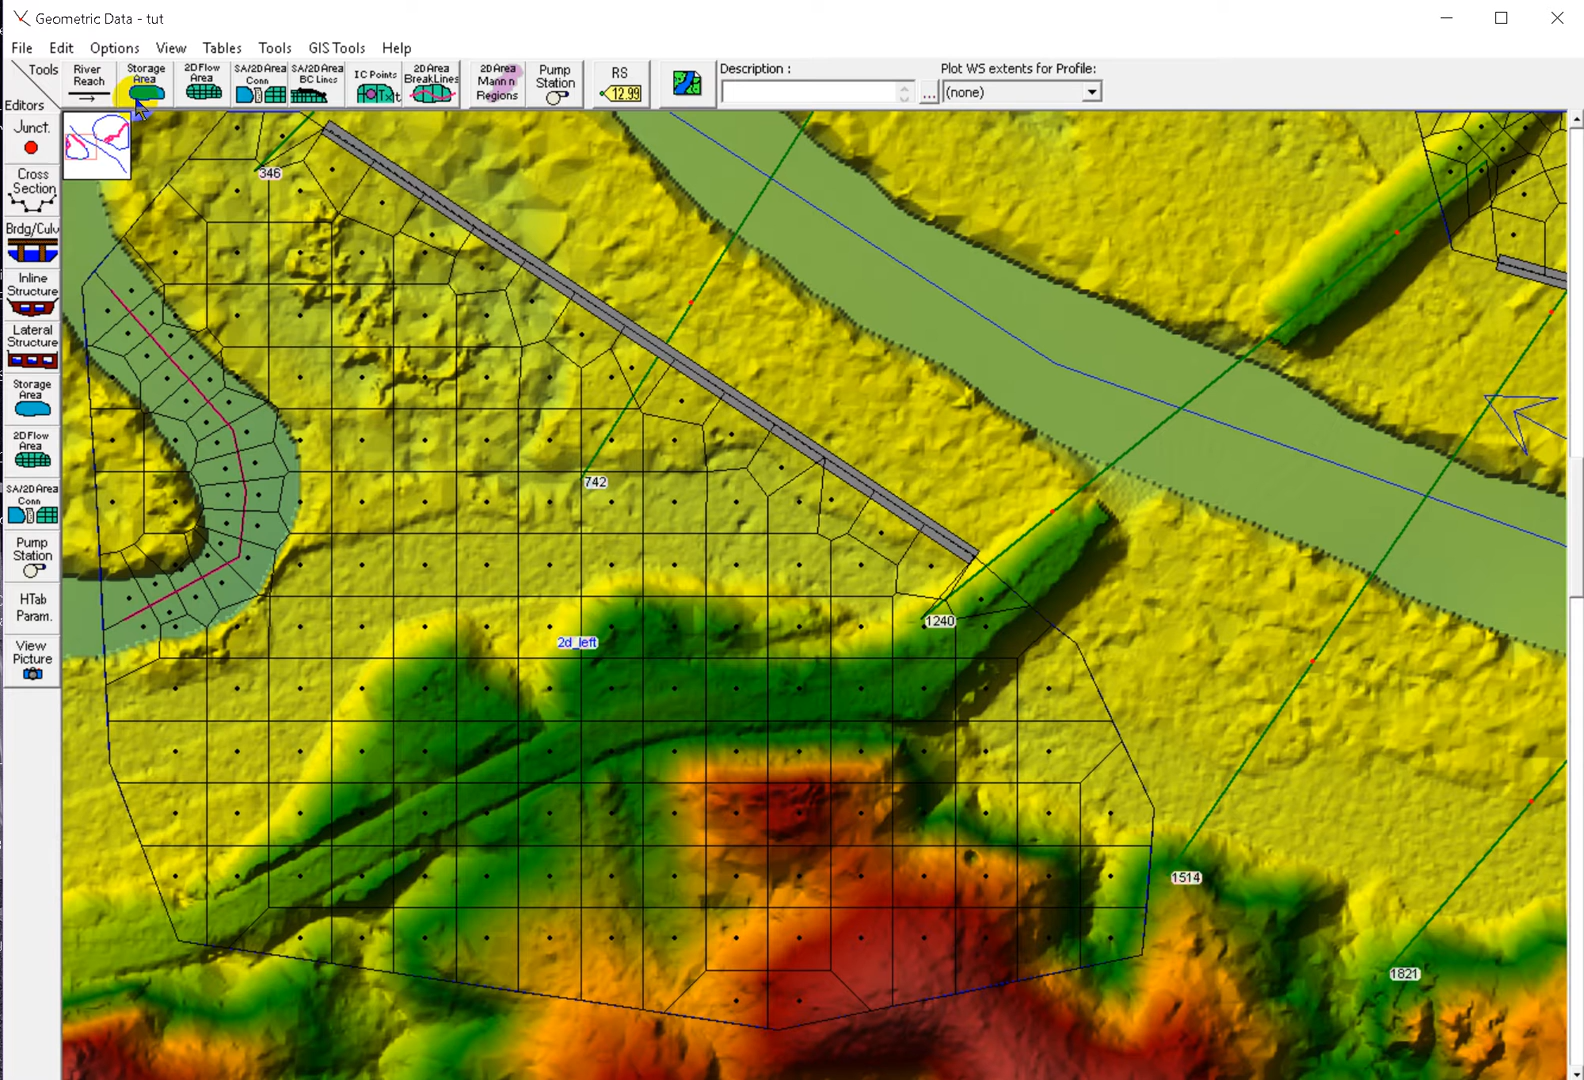 Geometric Data - tut
File Edit Options View Tables Tools GIS Tools Help
Tools
Editors
River
Reach
Storage
Area
2D Flow
Area
SA/2D Area
Conn
SA/2D Area
BC Lines
IC Points
Txt
2D Area
BreakLines
2D Area
Mann n
Regions
Pump
Station
RS
12.99
Description :
...
Plot WS extents for Profile:
(none)
Junct.
Cross
Section
Brdg/Culv
Inline
Structure
Lateral
Structure
Storage
Area
2D Flow
Area
SA/2D Area
Conn
Pump
Station
HTab
Param.
View
Picture
346
742
1240
2d_left
1514
1821